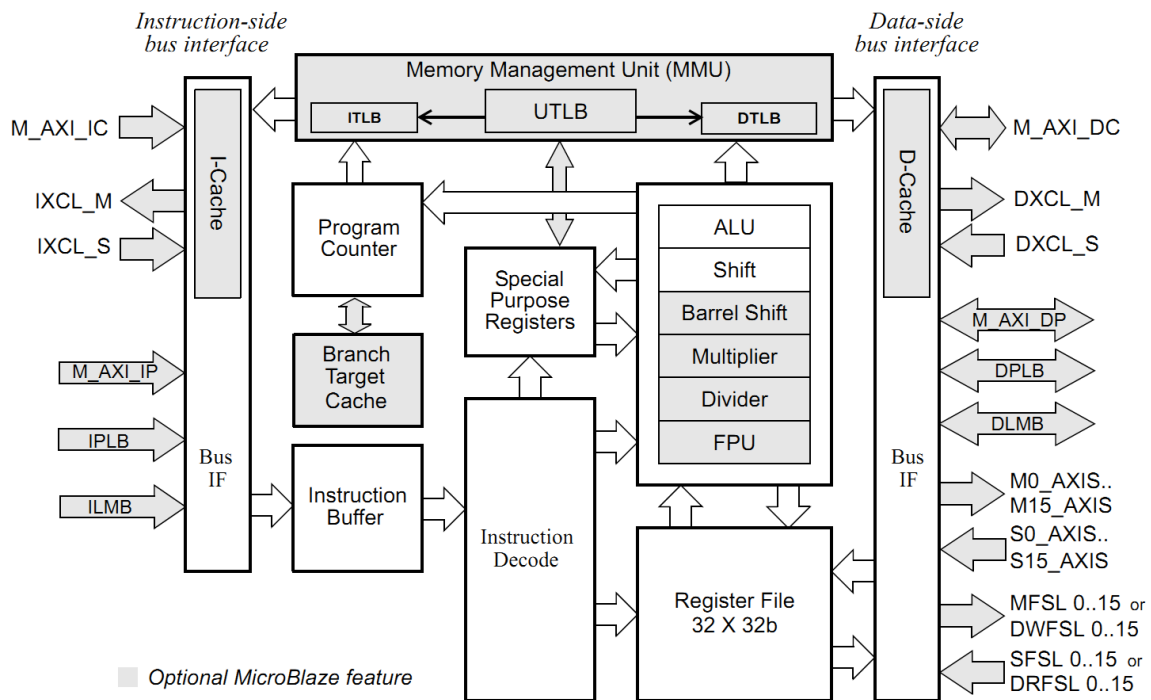 Instruction-side
bus interface
Data-side
bus interface
Memory Management Unit (MMU)
ITLB
UTLB
DTLB
M_AXI_IC
IXCL_M
IXCL_S
I-Cache
M_AXI_IP
IPLB
ILMB
Bus
IF
Program
Counter
Branch
Target
Cache
Special
Purpose
Registers
Instruction
Buffer
Instruction
Decode
ALU
Shift
Barrel Shift
Multiplier
Divider
FPU
Register File
32 X 32b
D-Cache
Bus
IF
M_AXI_DC
DXCL_M
DXCL_S
M_AXI_DP
DPLB
DLMB
M0_AXIS..
M15_AXIS
S0_AXIS..
S15_AXIS
MFSL 0..15 or
DWFSL 0..15
SFSL 0..15 or
DRFSL 0..15
Optional MicroBlaze feature